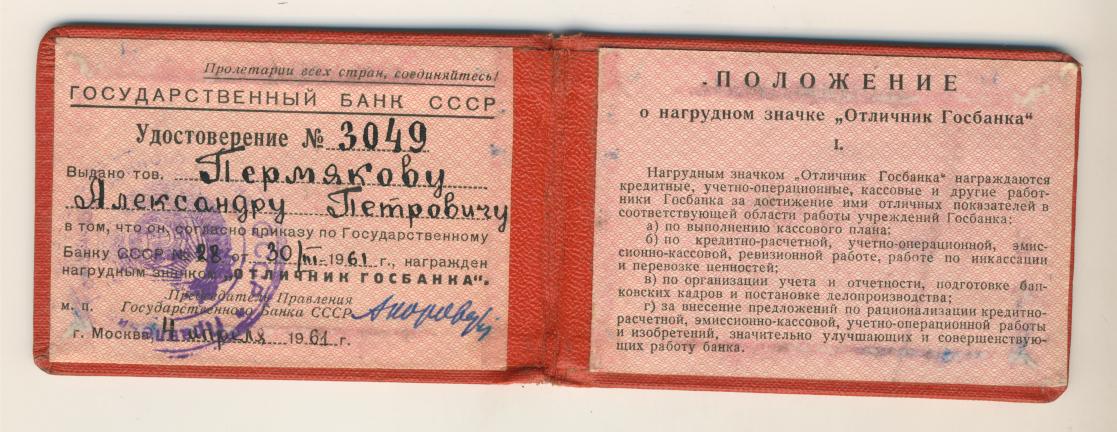 Пролетарии всех стран, соединяйтесь!
ГОСУДАРСТВЕННЫЙ БАНК СССР
Удостоверение № 3049
Выдано тов. Пермякову
Александру Петровичу
в том, что он, согласно приказу по Государственному
Банку СССР № 28 от 30/III 1961 г., награжден
нагрудным значком „ОТЛИЧНИК ГОСБАНКА“.
Председатель Правления
м. п. Государственного Банка СССР
г. Москва, 11 апреля 1961 г.
ПОЛОЖЕНИЕ
о нагрудном значке „Отличник Госбанка“
I.
Нагрудным значком „Отличник Госбанка“ награждаются
кредитные, учетно-операционные, кассовые и другие работ-
ники Госбанка за достижение ими отличных показателей в
соответствующей области работы учреждений Госбанка:
а) по выполнению кассового плана;
б) по кредитно-расчетной, учетно-операционной, эмис-
сионно-кассовой, ревизионной работе, работе по инкассации
и перевозке ценностей;
в) по организации учета и отчетности, подготовке бан-
ковских кадров и постановке делопроизводства;
г) за внесение предложений по рационализации кредитно-
расчетной, эмиссионно-кассовой, учетно-операционной работы
и изобретений, значительно улучшающих и совершенствую-
щих работу банка.